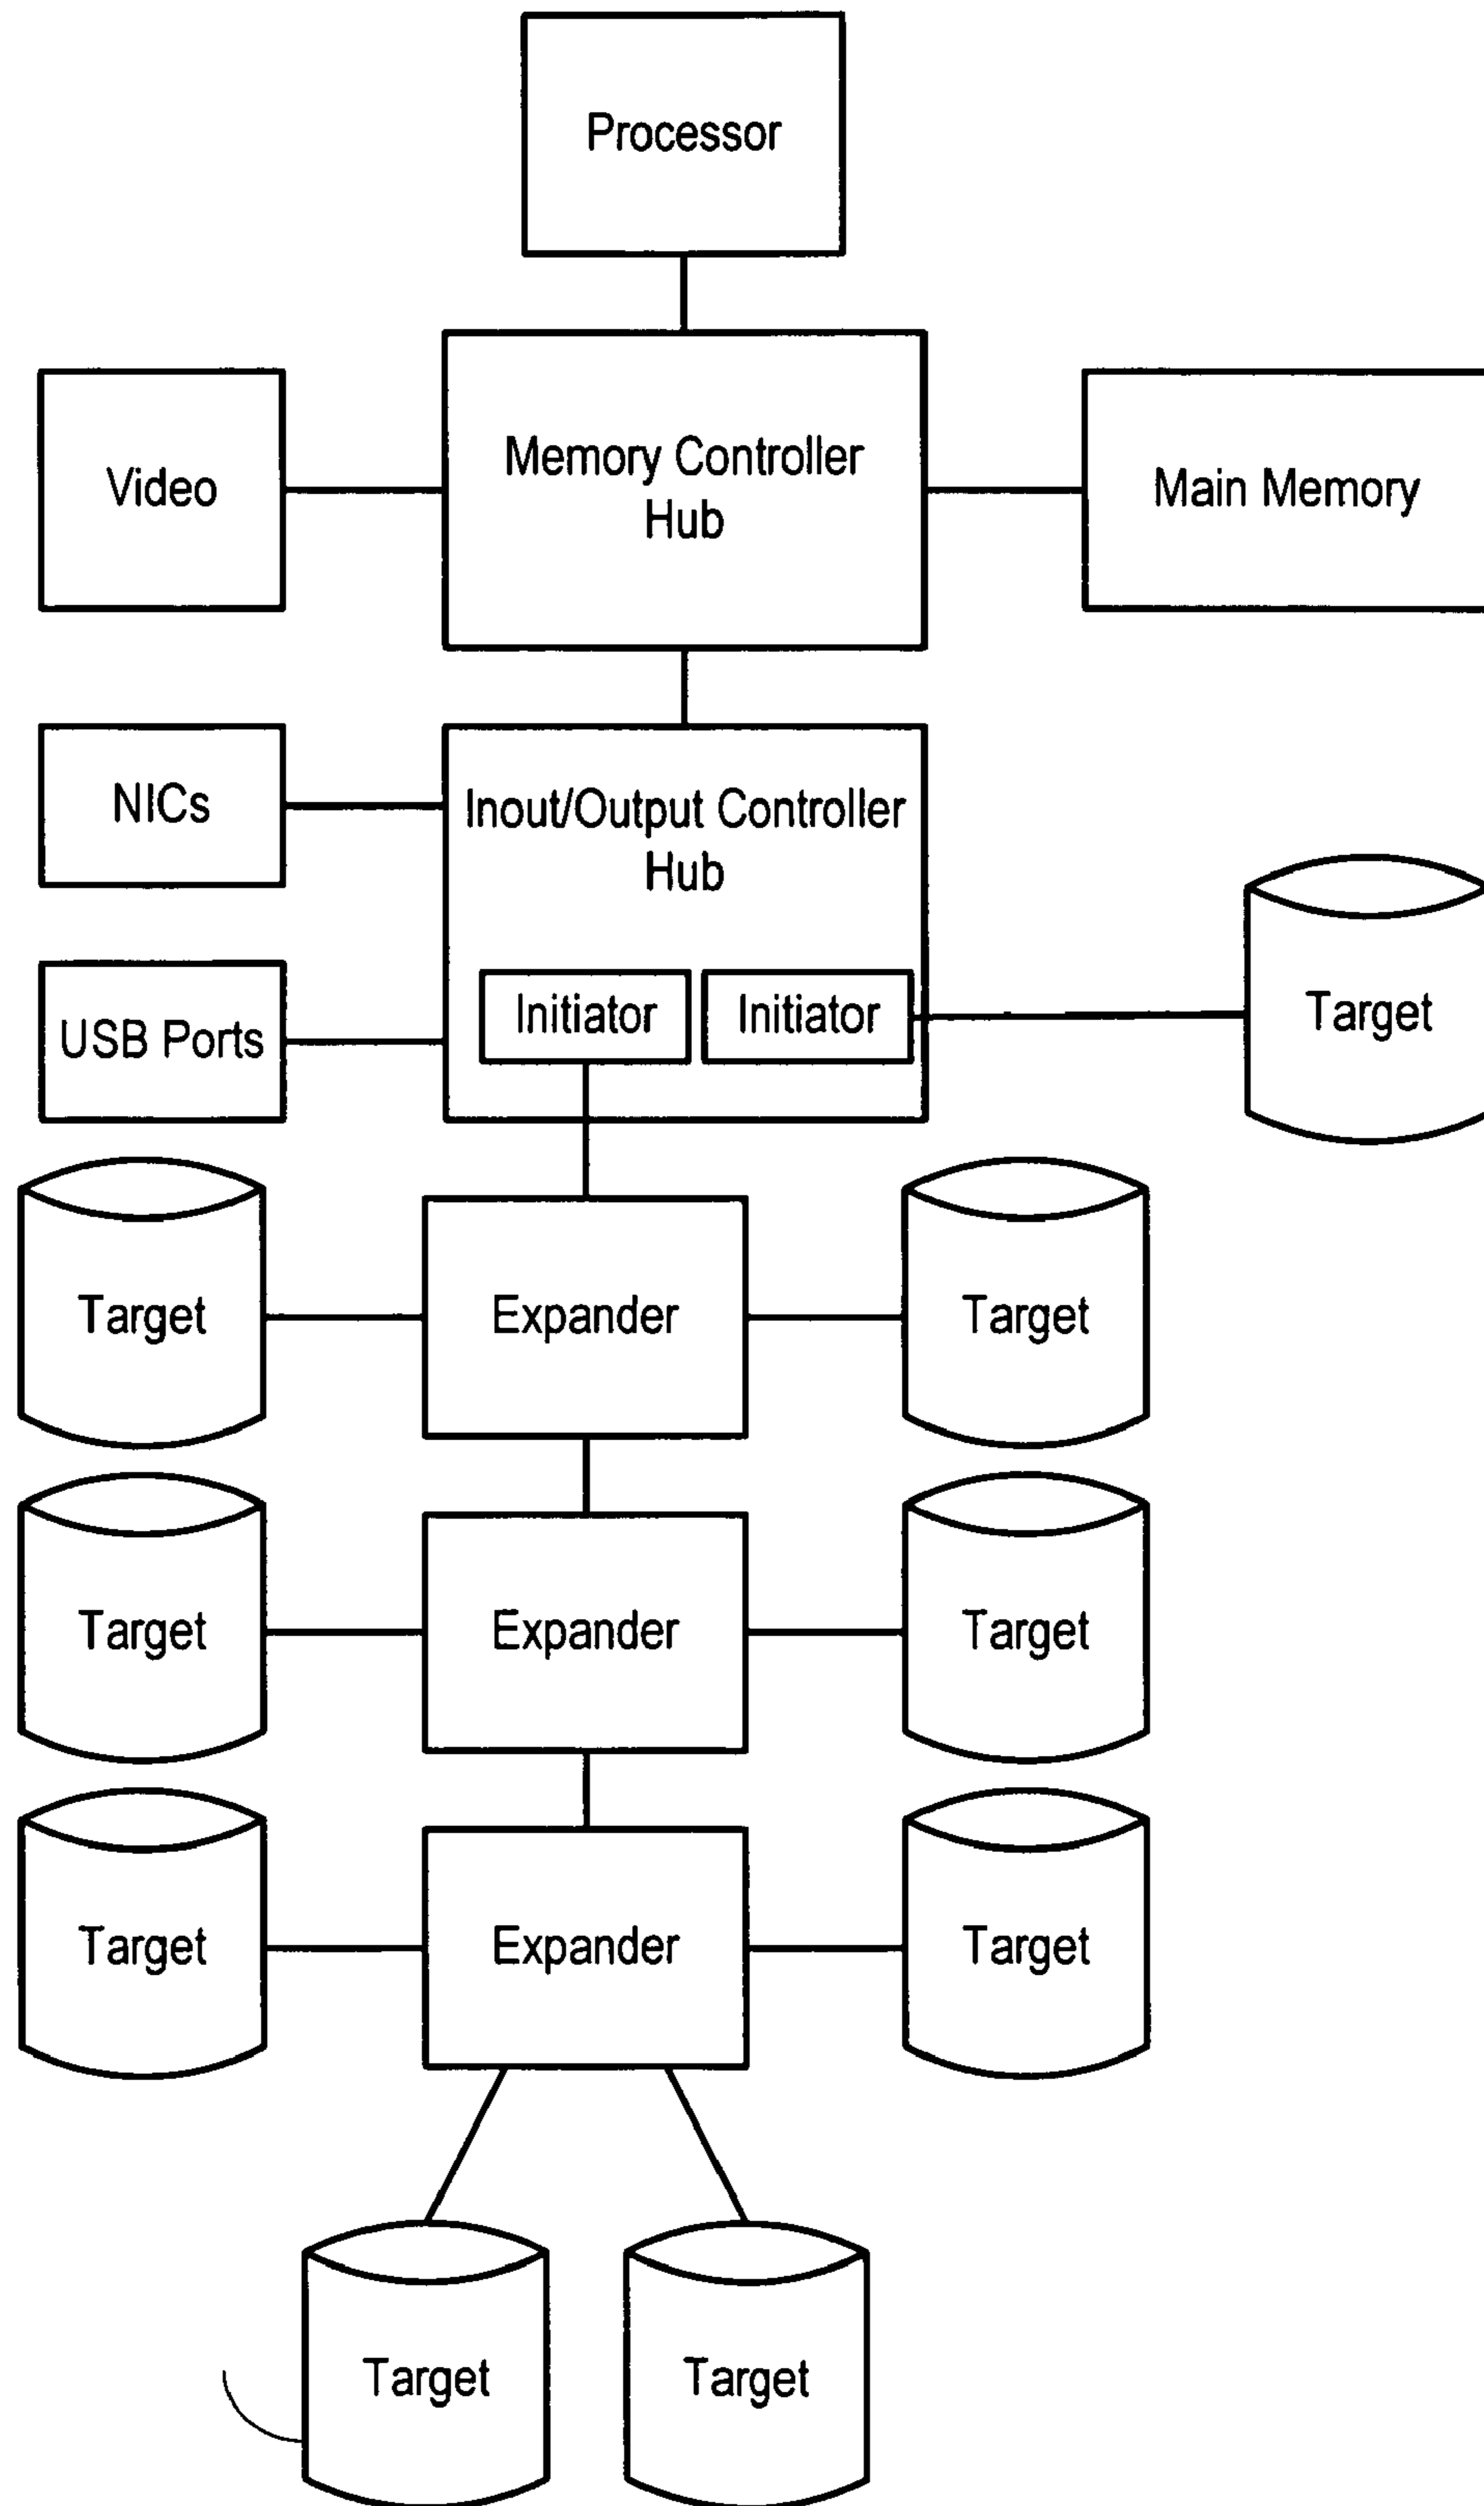 Processor
Video
Memory Controller
Hub
Main Memory
NICs
Inout/Output Controller
Hub
USB Ports
Initiator
Initiator
Target
Target
Expander
Target
Target
Expander
Target
Target
Expander
Target
Target
Target